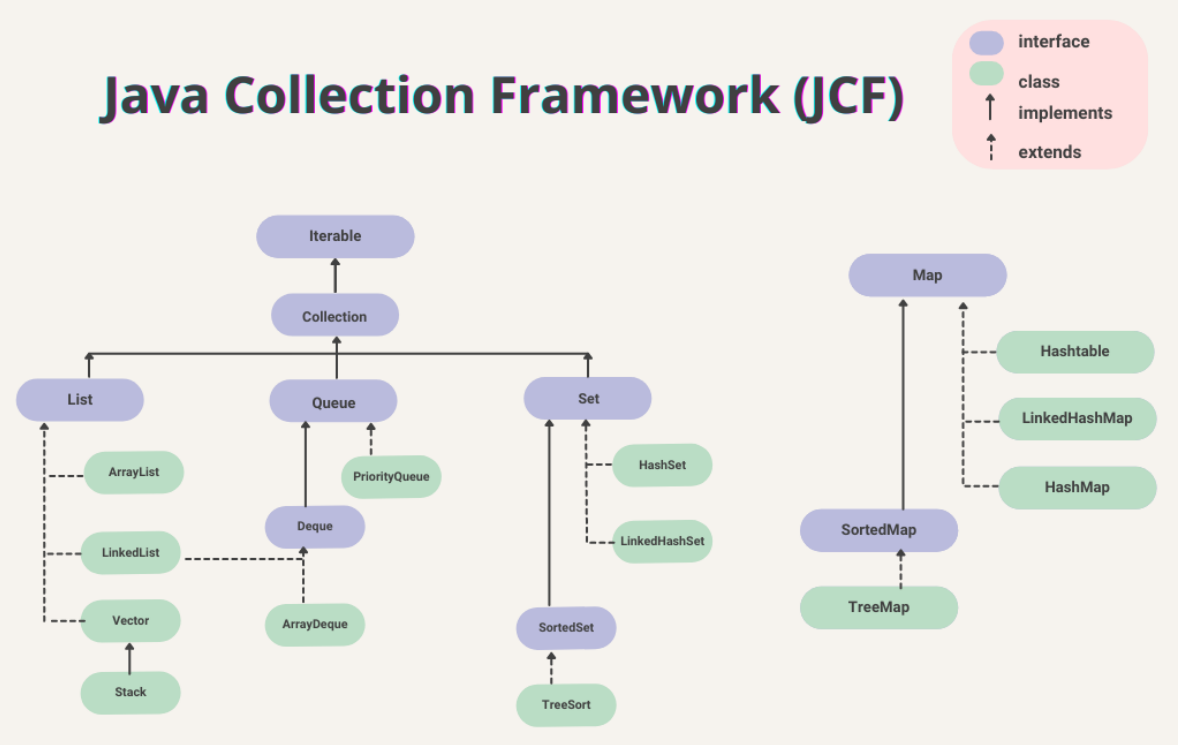 Java Collection Framework (JCF)
interface
class
implements
extends
Iterable
Collection
List
Queue
Set
ArrayList
PriorityQueue
HashSet
Deque
LinkedList
LinkedHashSet
Vector
ArrayDeque
SortedSet
Stack
TreeSort
Map
Hashtable
LinkedHashMap
HashMap
SortedMap
TreeMap